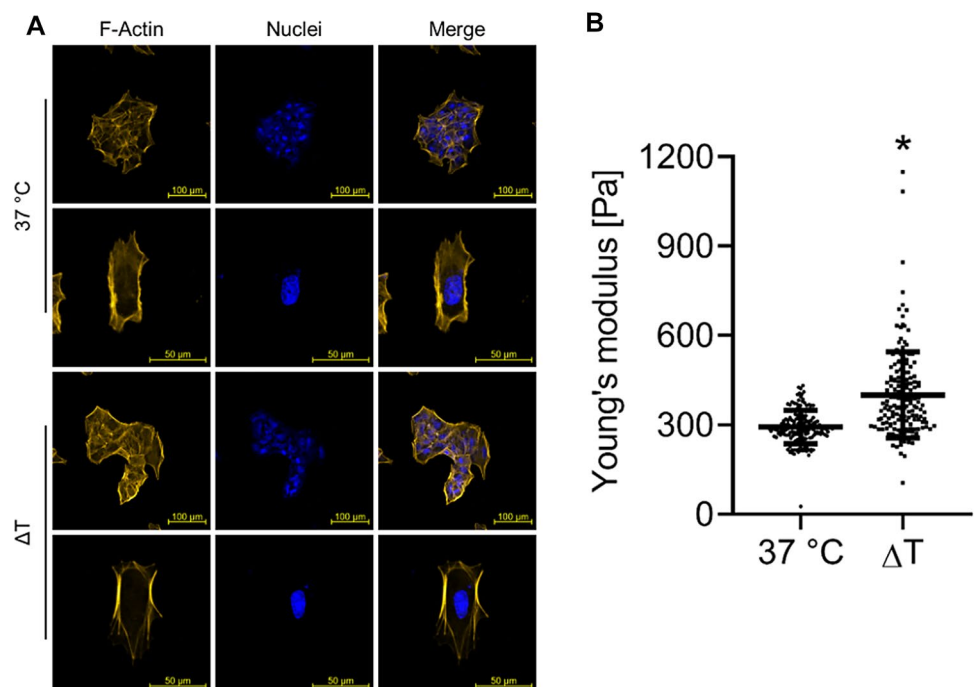 A
F-Actin Nuclei Merge
37 °C
100 µm 100 µm 100 µm
50 µm 50 µm 50 µm
ΔT
100 µm 100 µm 100 µm
50 µm 50 µm 50 µm
B
*
Young's modulus [Pa]
1200
900
600
300
0
37 °C ΔT